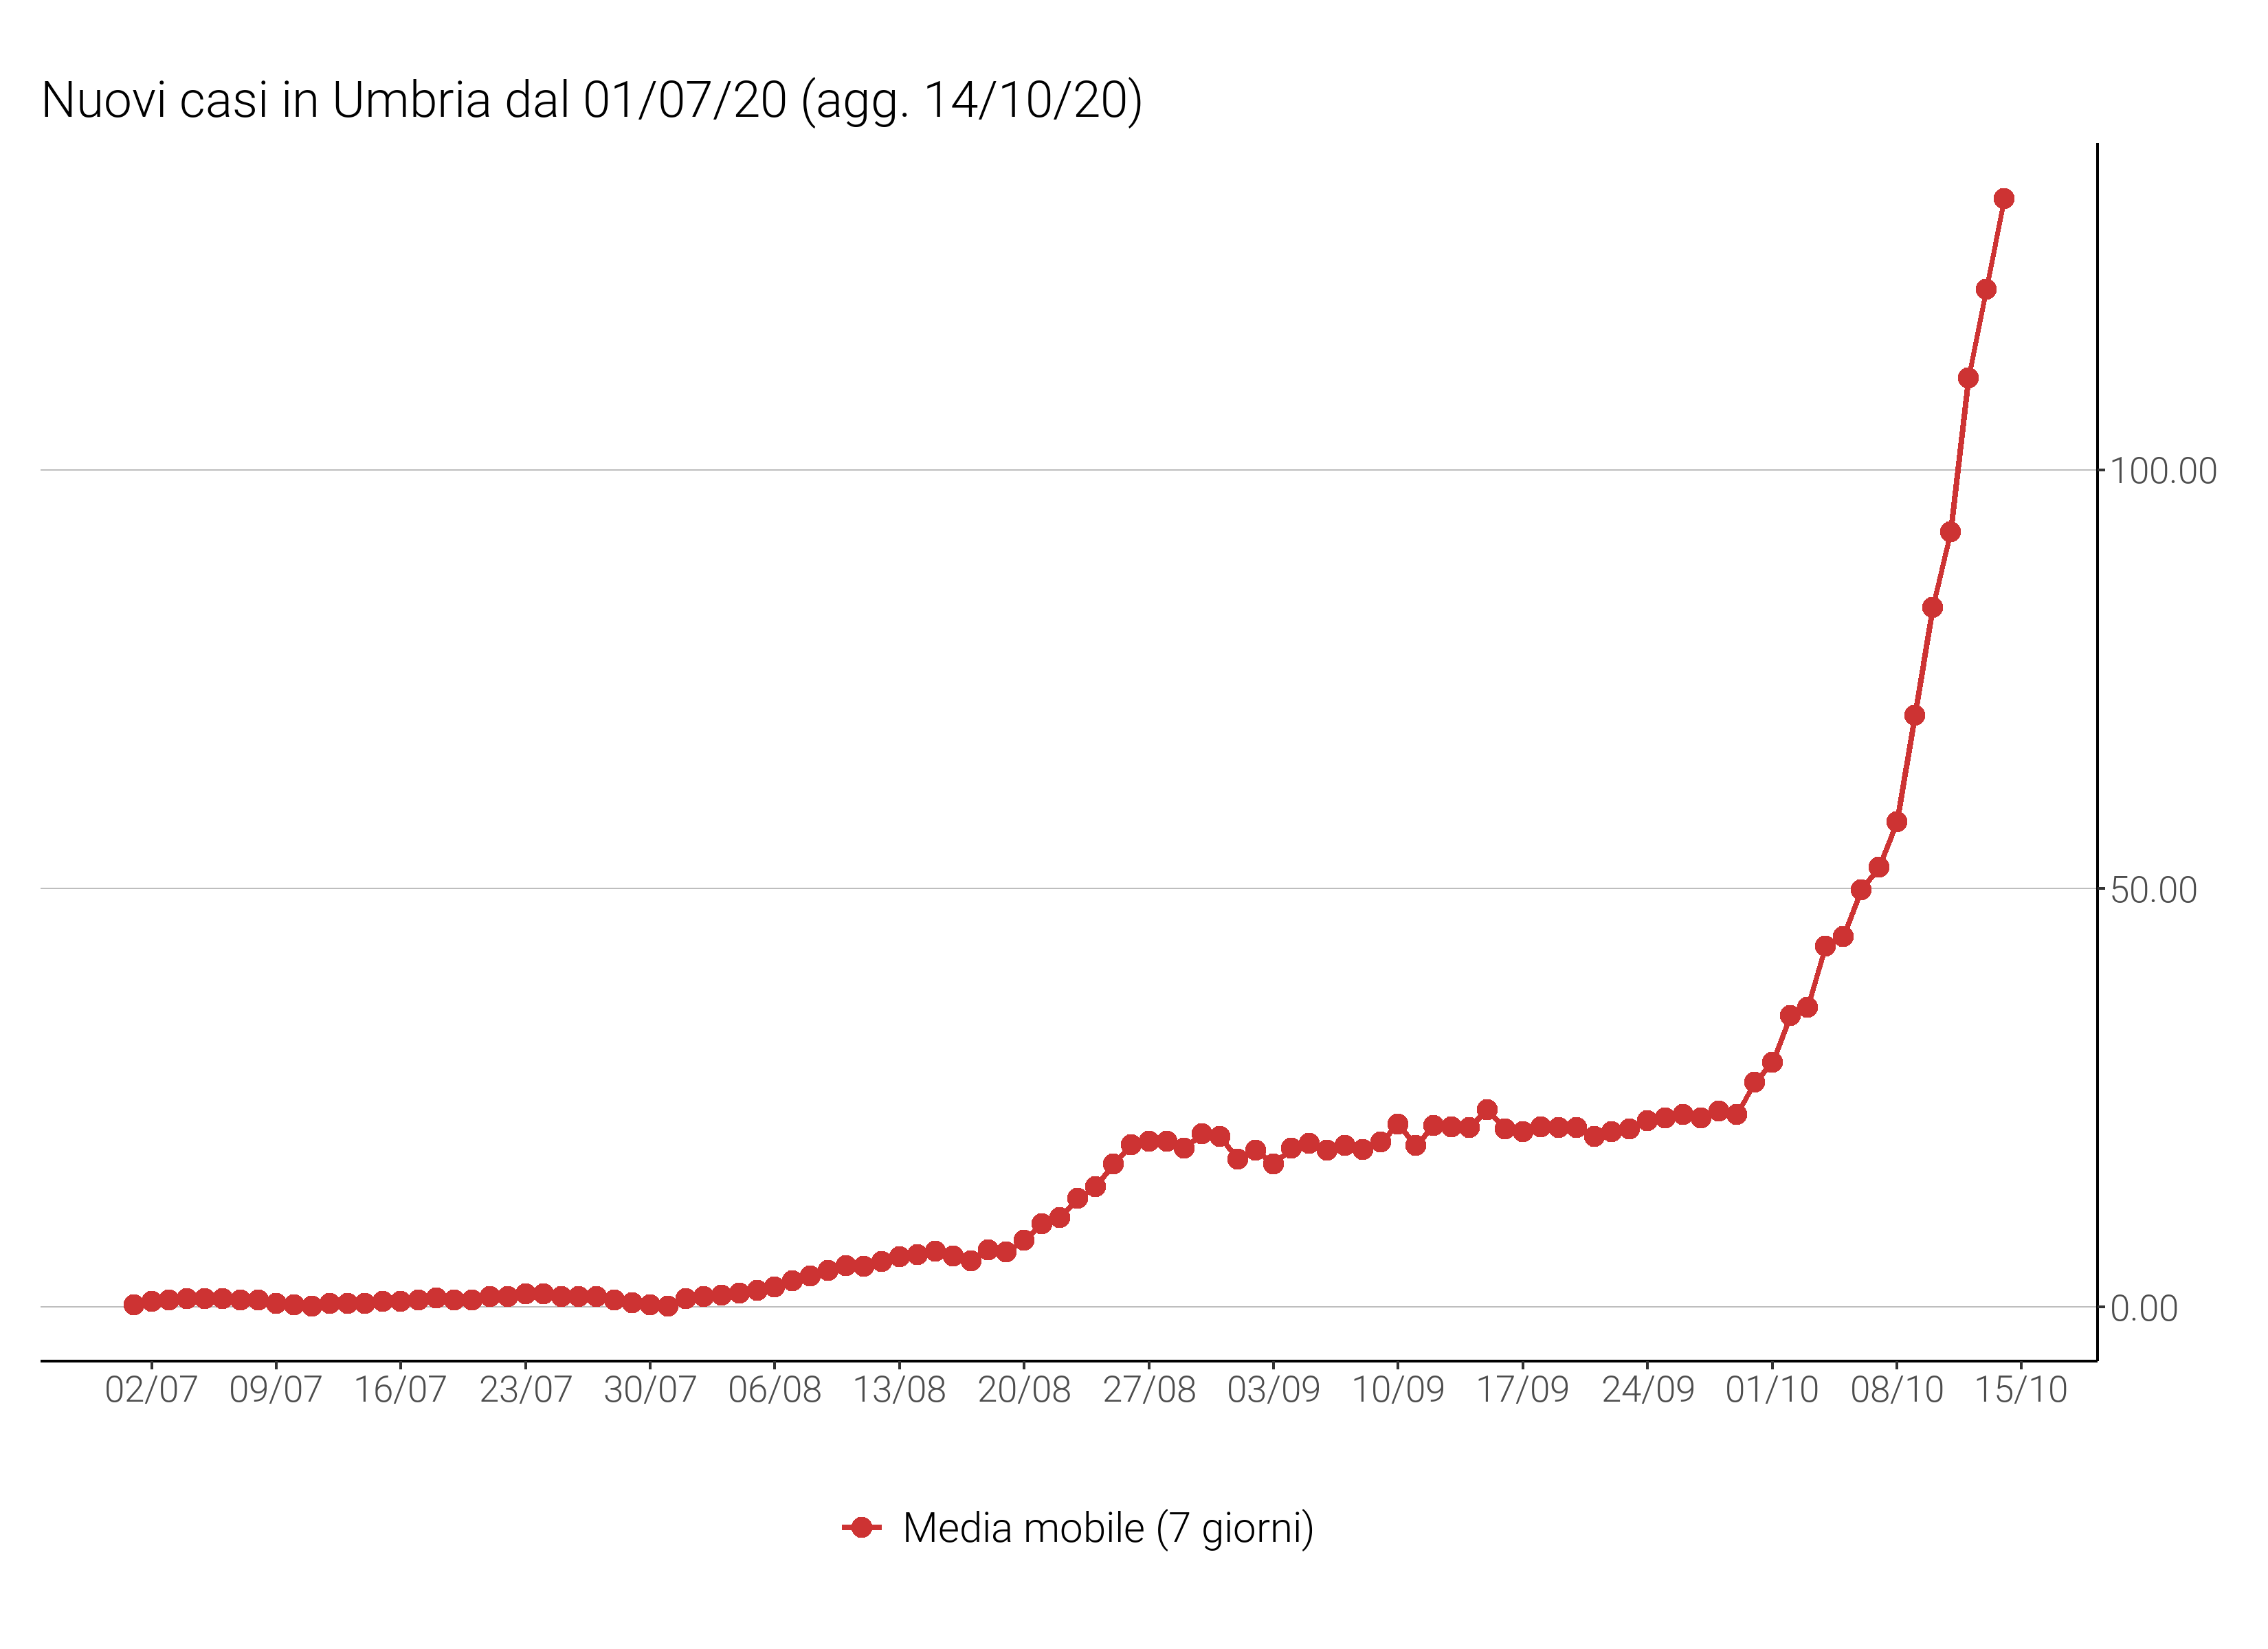 Nuovi casi in Umbria dal 01/07/20 (agg. 14/10/20)
100.00
50.00
0.00
02/07 09/07 16/07 23/07 30/07 06/08 13/08 20/08 27/08 03/09 10/09 17/09 24/09 01/10 08/10 15/10
Media mobile (7 giorni)